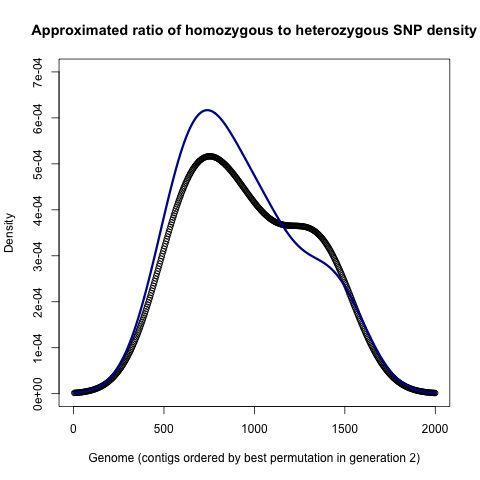 Approximated ratio of homozygous to heterozygous SNP density
7e-04
6e-04
5e-04
4e-04
3e-04
2e-04
1e-04
0e+00
Density
0 500 1000 1500 2000
Genome (contigs ordered by best permutation in generation 2)